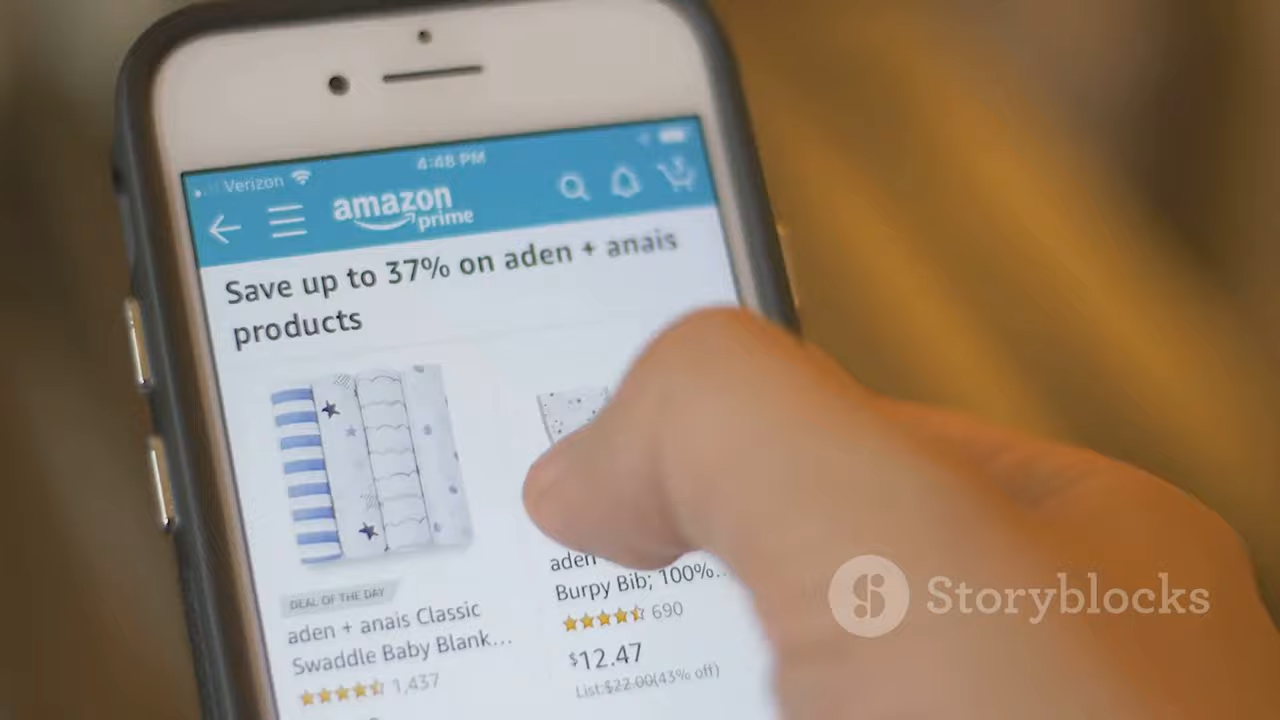 Verizon
4:48 PM
amazon
prime
Save up to 37% on aden + anais
products
DEAL OF THE DAY
aden + anais Classic
Swaddle Baby Blank...
1,437
aden
Burpy Bib; 100%...
690
$12.47
List:$22.00(43% off)
Storyblocks